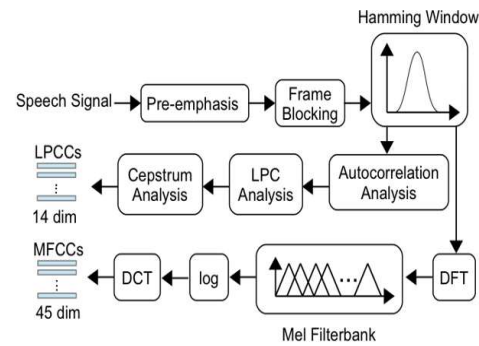 Hamming Window
Speech Signal
Pre-emphasis
Frame
Blocking
LPCCs
14 dim
Cepstrum
Analysis
LPC
Analysis
Autocorrelation
Analysis
MFCCs
45 dim
DCT
log
DFT
Mel Filterbank